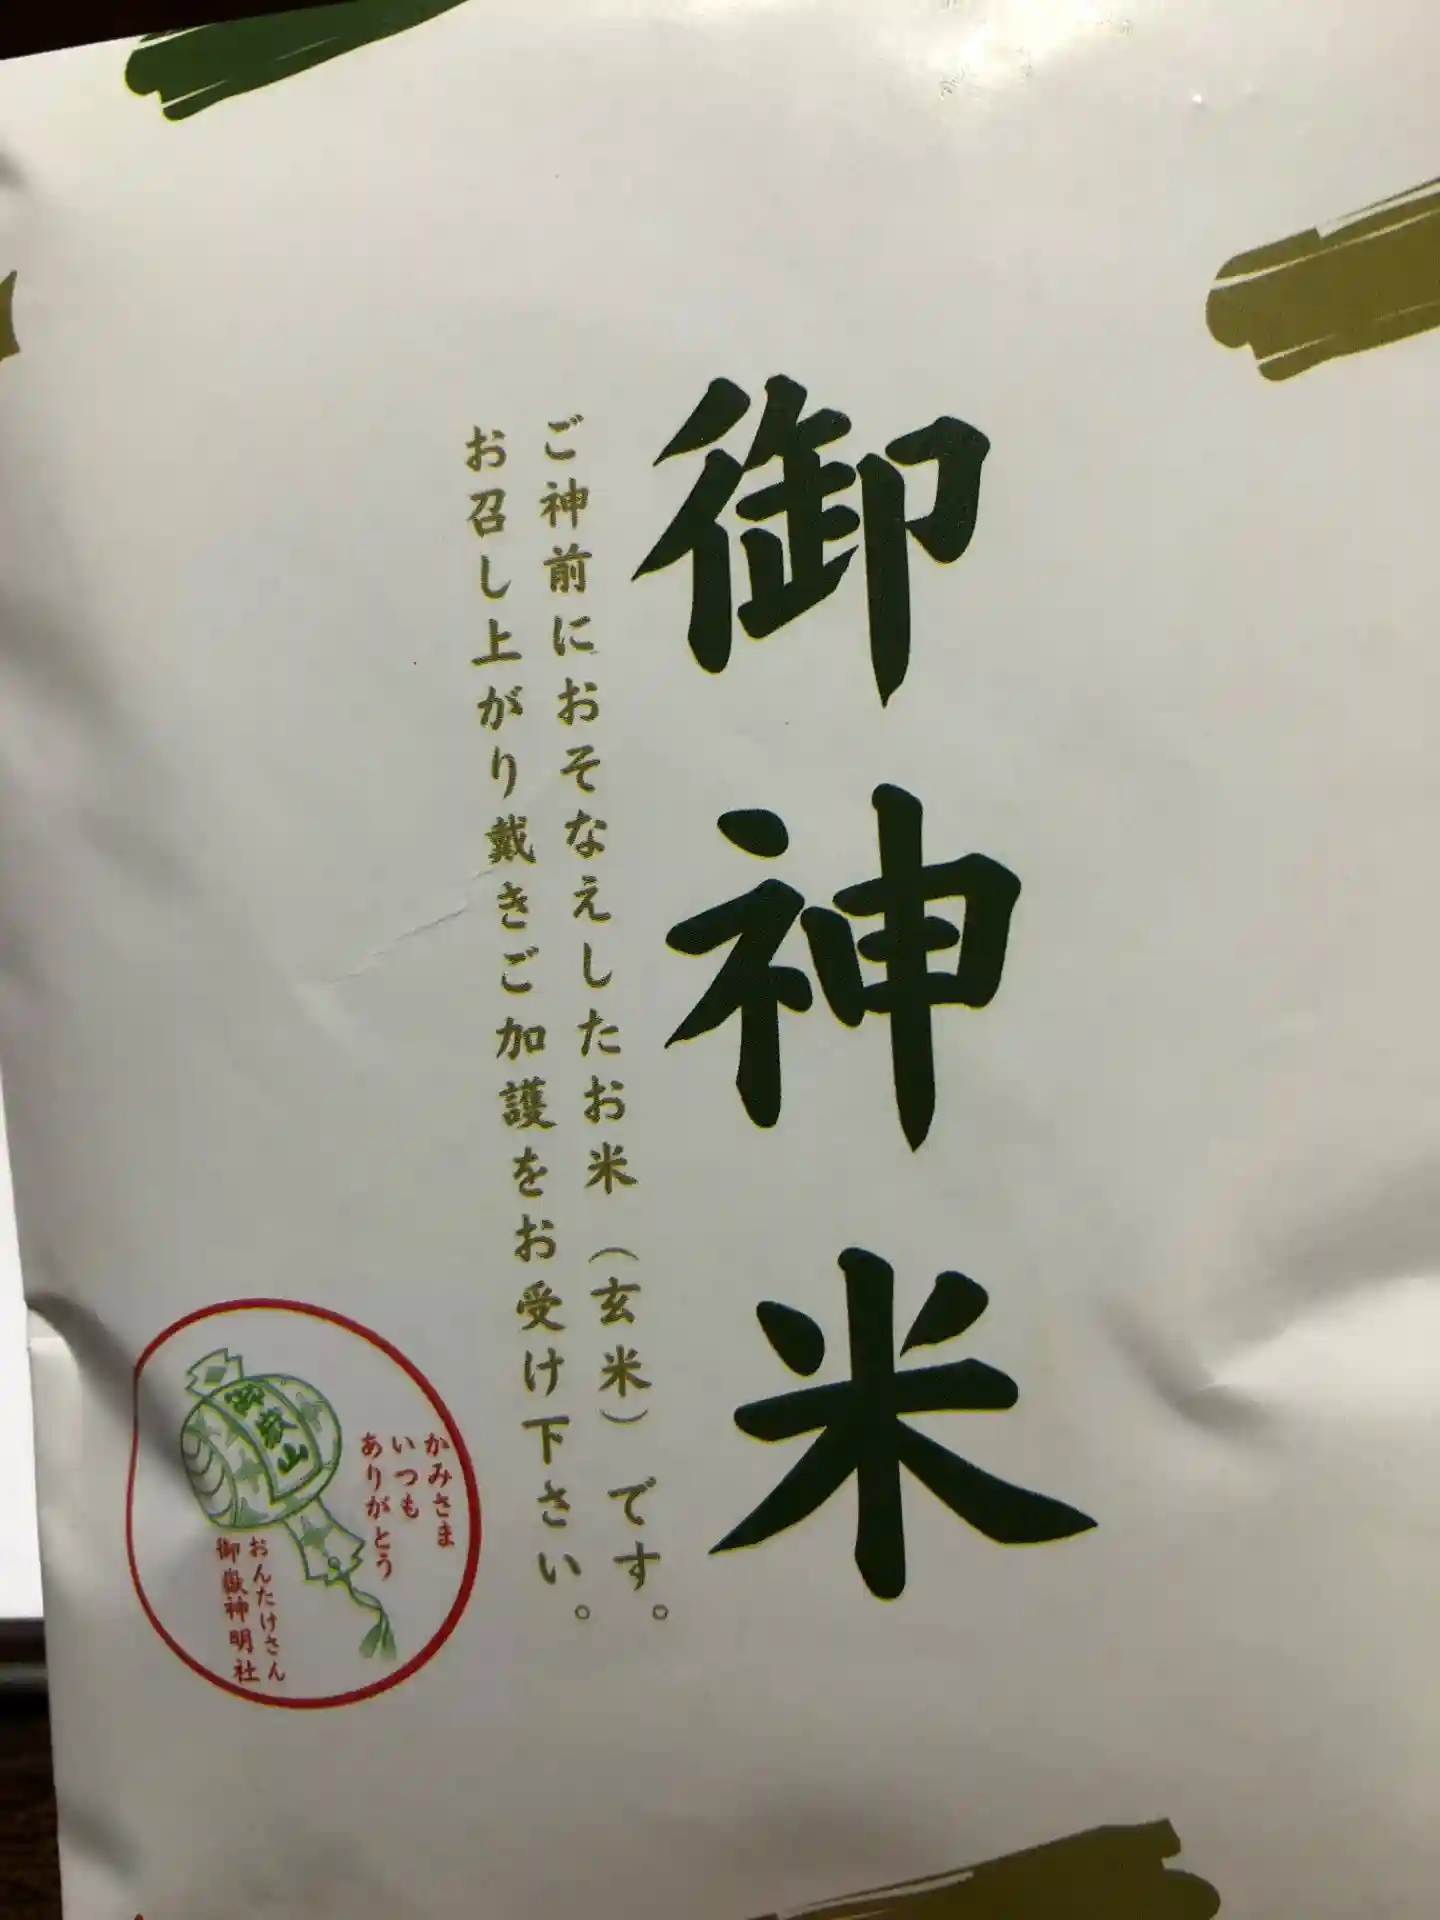 御神米
ご神前におそなえしたお米（玄米）です。
お召し上がり戴きご加護をお受け下さい。
かみさま
いつも
ありがとう
おんたけさん
御嶽神明社